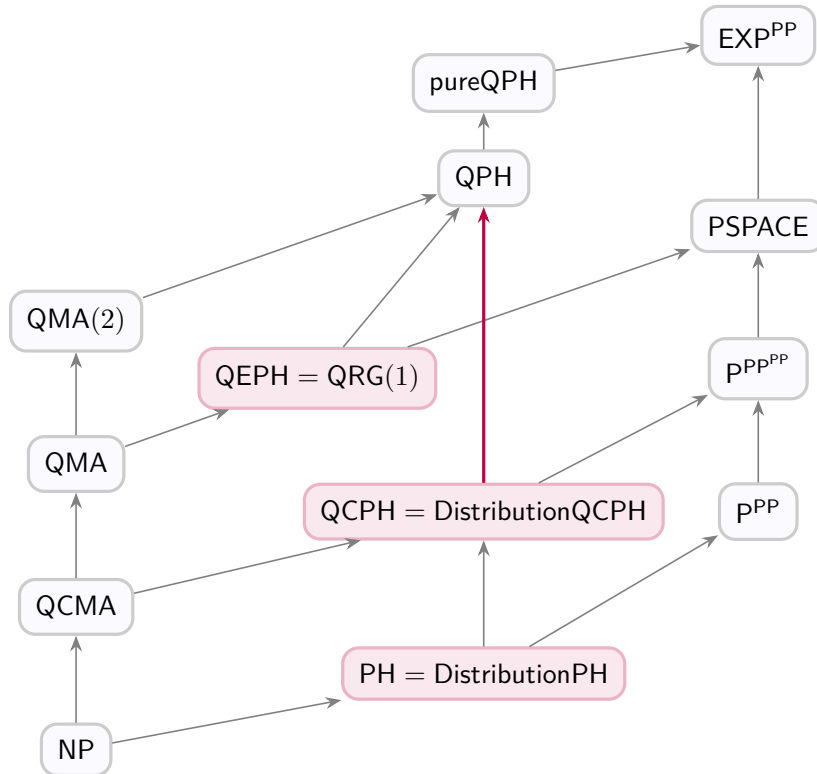 EXP^PP
pureQPH
QPH
PSPACE
QMA(2)
QEPH = QRG(1)
P^PP^PP
QMA
QCPH = DistributionQCPH
P^PP
QCMA
PH = DistributionPH
NP